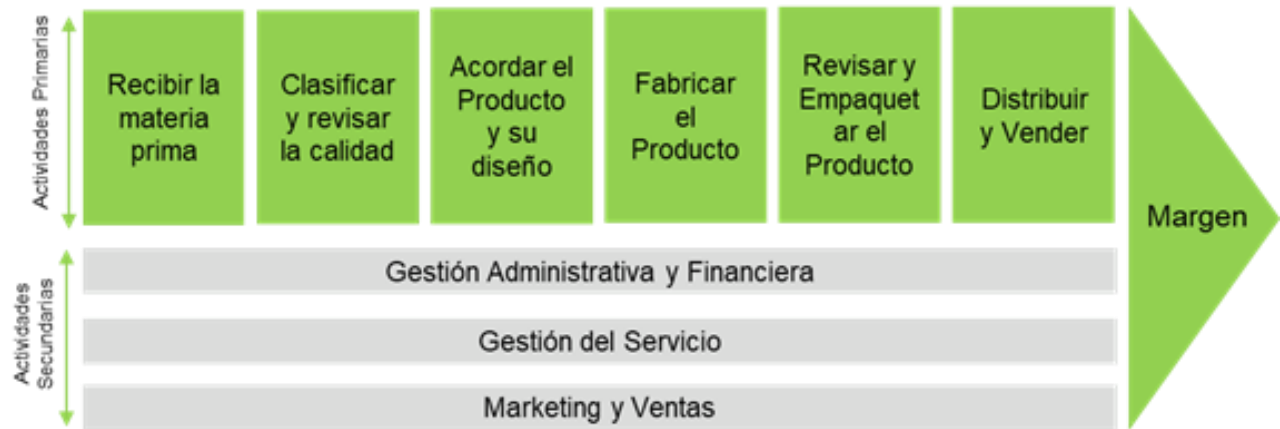 Actividades Primarias
Recibir la
materia
prima
Clasificar
y revisar
la calidad
Acordar el
Producto
y su
diseño
Fabricar
el
Producto
Revisar y
Empaquet
ar el
Producto
Distribuir
y Vender
Margen
Actividades
Secundarias
Gestión Administrativa y Financiera
Gestión del Servicio
Marketing y Ventas